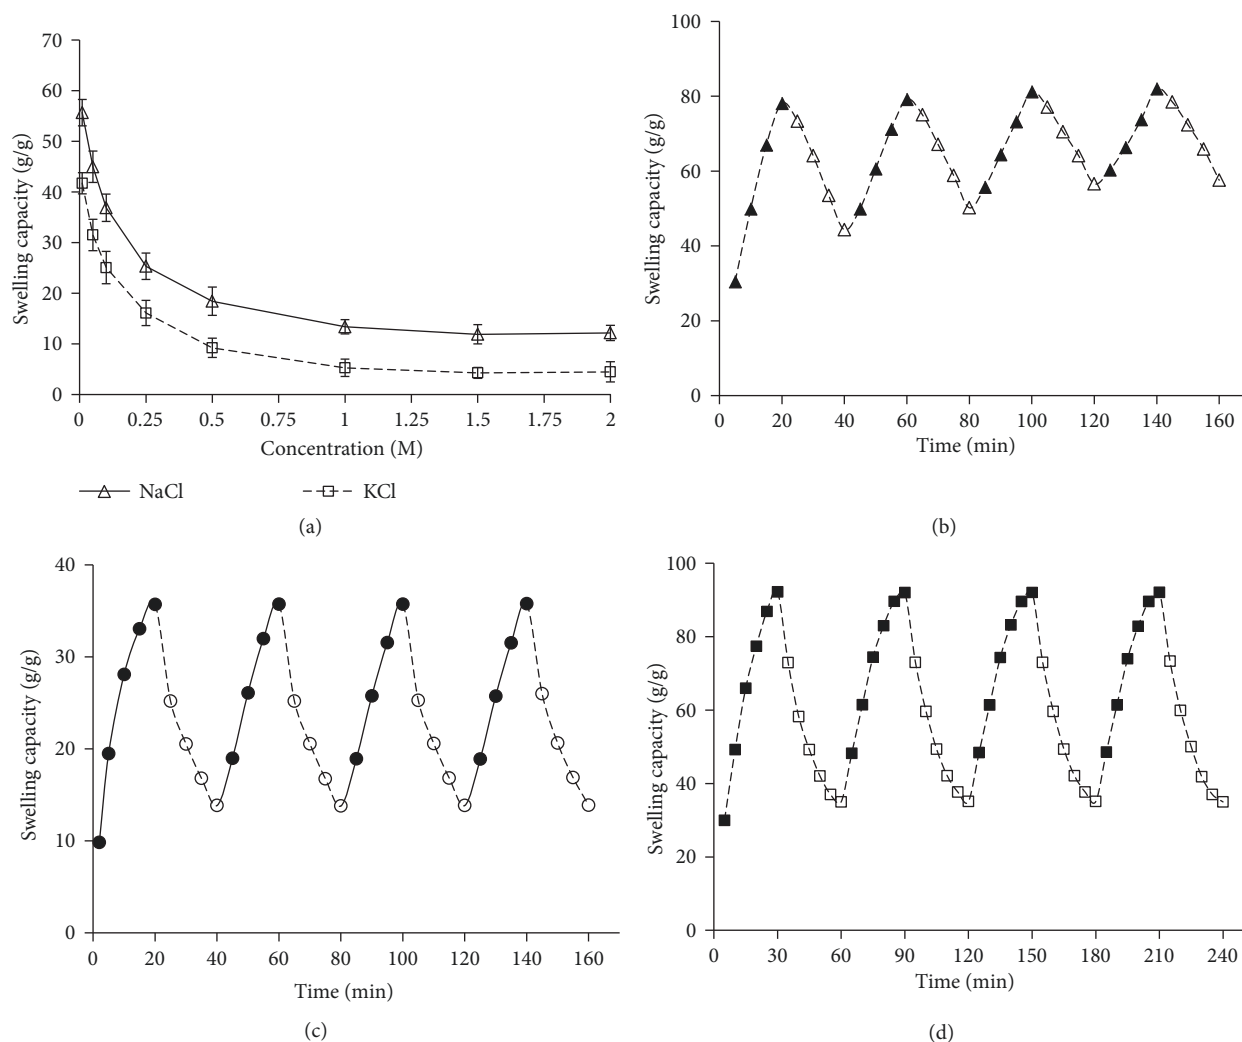 70
60
50
40
30
20
10
0
Swelling capacity (g/g)
0 0.25 0.5 0.75 1 1.25 1.5 1.75 2
Concentration (M)
NaCl KCl
(a)
100
80
60
40
20
0
Swelling capacity (g/g)
0 20 40 60 80 100 120 140 160
Time (min)
(b)
40
30
20
10
0
Swelling capacity (g/g)
0 20 40 60 80 100 120 140 160
Time (min)
(c)
100
80
60
40
20
0
Swelling capacity (g/g)
0 30 60 90 120 150 180 210 240
Time (min)
(d)